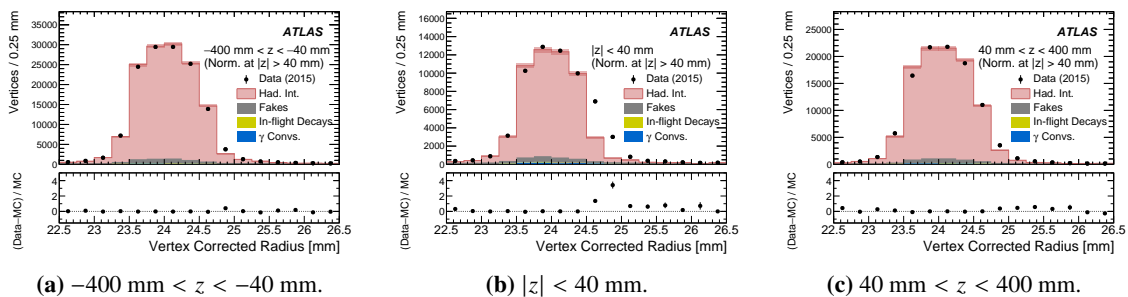 Vertices / 0.25 mm
35000
30000
25000
20000
15000
10000
5000
0
ATLAS
−400 mm < z < −40 mm
(Norm. at |z| > 40 mm)
Data (2015)
Had. Int.
Fakes
In-flight Decays
γ Convs.
(Data−MC) / MC
4
2
0
22.5 23 23.5 24 24.5 25 25.5 26 26.5
Vertex Corrected Radius [mm]
(a) −400 mm < z < −40 mm.
Vertices / 0.25 mm
16000
14000
12000
10000
8000
6000
4000
2000
0
ATLAS
|z| < 40 mm
(Norm. at |z| > 40 mm)
Data (2015)
Had. Int.
Fakes
In-flight Decays
γ Convs.
(Data−MC) / MC
4
2
0
22.5 23 23.5 24 24.5 25 25.5 26 26.5
Vertex Corrected Radius [mm]
(b) |z| < 40 mm.
Vertices / 0.25 mm
25000
20000
15000
10000
5000
0
ATLAS
40 mm < z < 400 mm
(Norm. at |z| > 40 mm)
Data (2015)
Had. Int.
Fakes
In-flight Decays
γ Convs.
(Data−MC) / MC
4
2
0
22.5 23 23.5 24 24.5 25 25.5 26 26.5
Vertex Corrected Radius [mm]
(c) 40 mm < z < 400 mm.